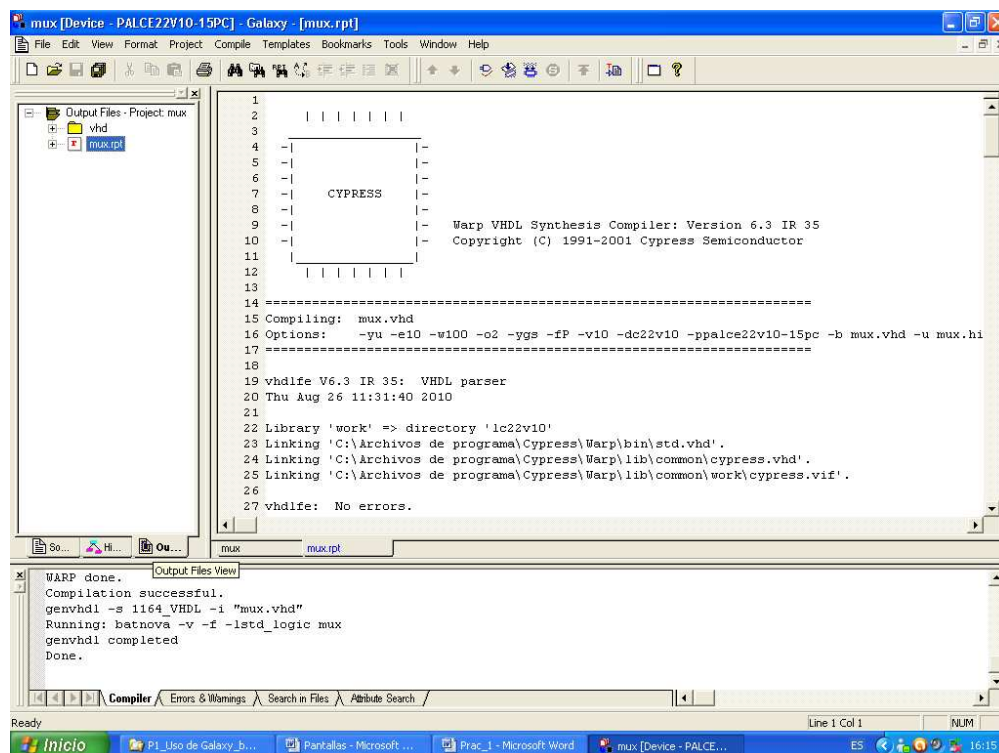 mux [Device - PALCE22V10-15PC] - Galaxy - [mux.rpt]
File Edit View Format Project Compile Templates Bookmarks Tools Window Help
Output Files - Project: mux
vhd
mux.rpt
1
2 | | | | | | |
3 _________________
4 -| |-
5 -| |-
6 -| |-
7 -| CYPRESS |-
8 -| |-
9 -| |- Warp VHDL Synthesis Compiler: Version 6.3 IR 35
10 -| |- Copyright (C) 1991-2001 Cypress Semiconductor
11 |_______________|
12 | | | | | | |
13
14 ======================================================================
15 Compiling: mux.vhd
16 Options: -yu -e10 -w100 -o2 -ygs -fP -v10 -dc22v10 -ppalce22v10-15pc -b mux.vhd -u mux.hi
17 ======================================================================
18
19 vhdlfe V6.3 IR 35: VHDL parser
20 Thu Aug 26 11:31:40 2010
21
22 Library 'work' => directory 'lc22v10'
23 Linking 'C:\Archivos de programa\Cypress\Warp\bin\std.vhd'.
24 Linking 'C:\Archivos de programa\Cypress\Warp\lib\common\cypress.vhd'.
25 Linking 'C:\Archivos de programa\Cypress\Warp\lib\common\work\cypress.vif'.
26
27 vhdlfe: No errors.
So... Hi... Ou...
mux mux.rpt
Output Files View
WARP done.
Compilation successful.
genvhdl -s 1164_VHDL -i "mux.vhd"
Running: batnova -v -f -lstd_logic mux
genvhdl completed
Done.
Compiler Errors & Warnings Search in Files Attribute Search
Ready Line 1 Col 1 NUM
Inicio P1_Uso de Galaxy_b... Pantallas - Microsoft ... Prac_1 - Microsoft Word mux [Device - PALCE... ES 16:15